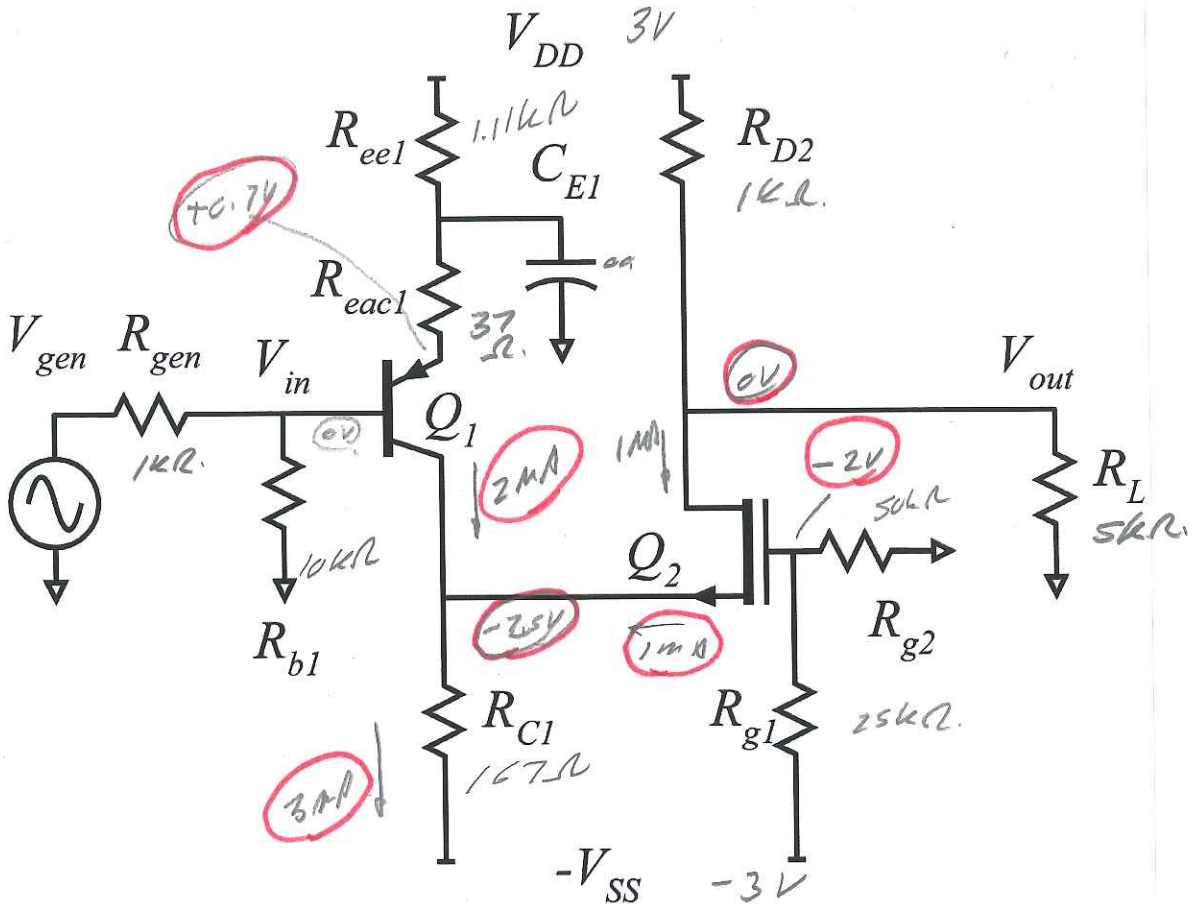 V_DD 3V
R_ee1 1.11kΩ
R_D2
C_E1
1kΩ.
+0.7V
∞
R_eac1
37
Ω.
V_gen R_gen V_in
0V
V_out
0V
Q_1
1kΩ.
2mA
1mA
-2V
R_L
50kΩ
5kΩ.
10kΩ
Q_2
-2.5V
1mA
R_g2
R_b1
R_C1
R_g1 25kΩ.
167Ω
3mA
-V_SS -3V